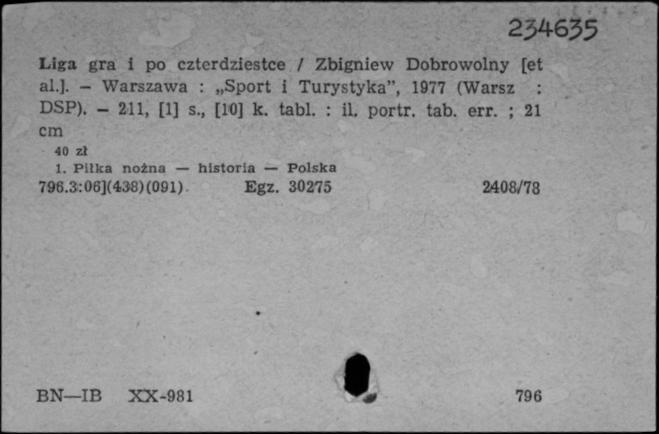 234635
Liga gra i po czterdziestce / Zbigniew Dobrowolny [et
al.]. — Warszawa : „Sport i Turystyka”, 1977 (Warsz :
DSP). — 211, [1] s., [10] k. tabl. : il. portr. tab. err. ; 21
cm
40 zł
1. Piłka nożna — historia — Polska
796.3:06](438)(091). Egz. 30275 2408/78
BN—IB XX-981 796